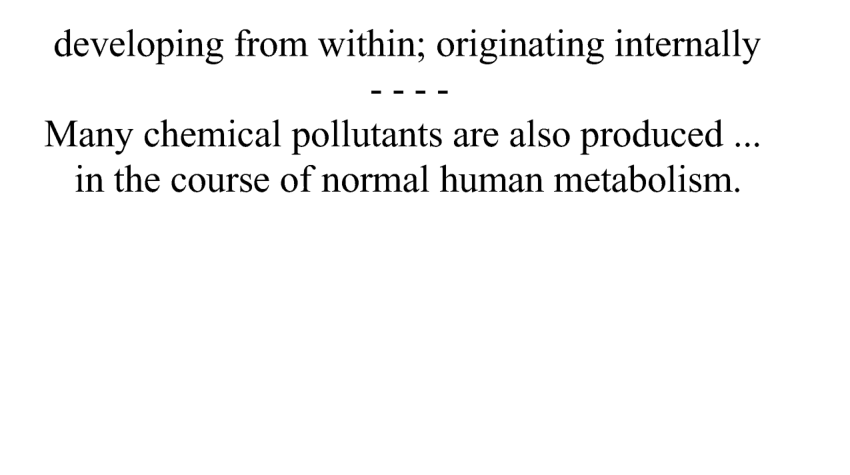 developing from within; originating internally
- - - -
Many chemical pollutants are also produced ...
in the course of normal human metabolism.